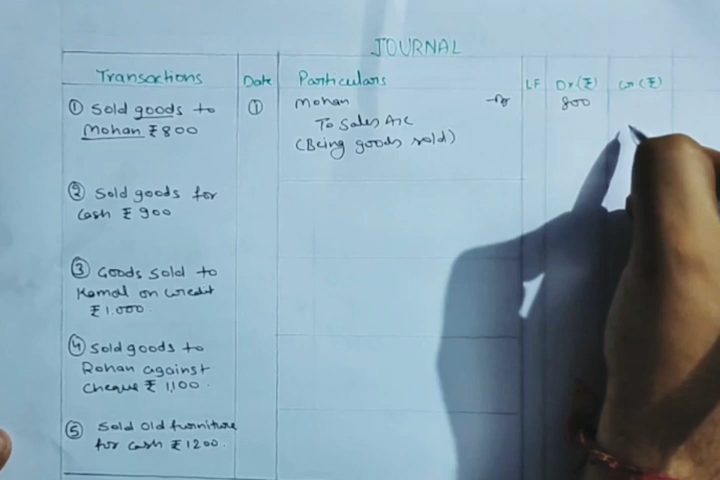 JOURNAL
Transactions Date Particulars LF Dr(₹) Cr(₹)
① Sold goods to
Mohan ₹800
① Mohan Dr 800
To Sales A/c
(Being goods sold)
② Sold goods for
cash ₹900
③ Goods sold to
Kamal on credit
₹1,000.
④ Sold goods to
Rohan against
Cheque ₹ 1,100.
⑤ Sold old furniture
for cash ₹1200.